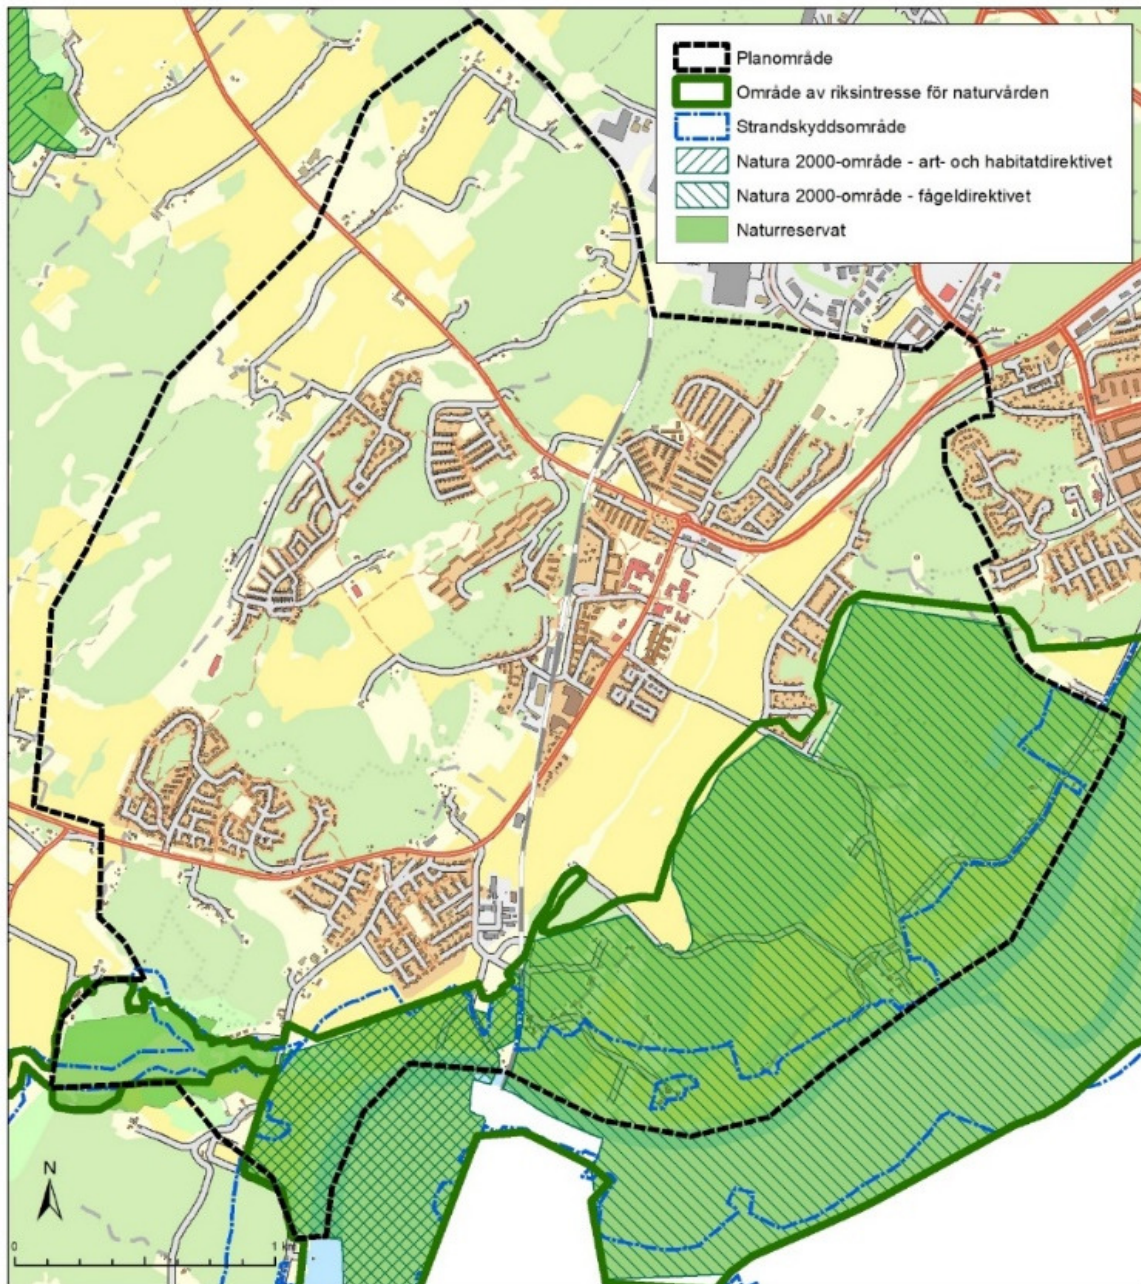 Planområde
Område av riksintresse för naturvården
Strandskyddsområde
Natura 2000-område - art- och habitatdirektivet
Natura 2000-område - fågeldirektivet
Naturreservat
N
0 1 km